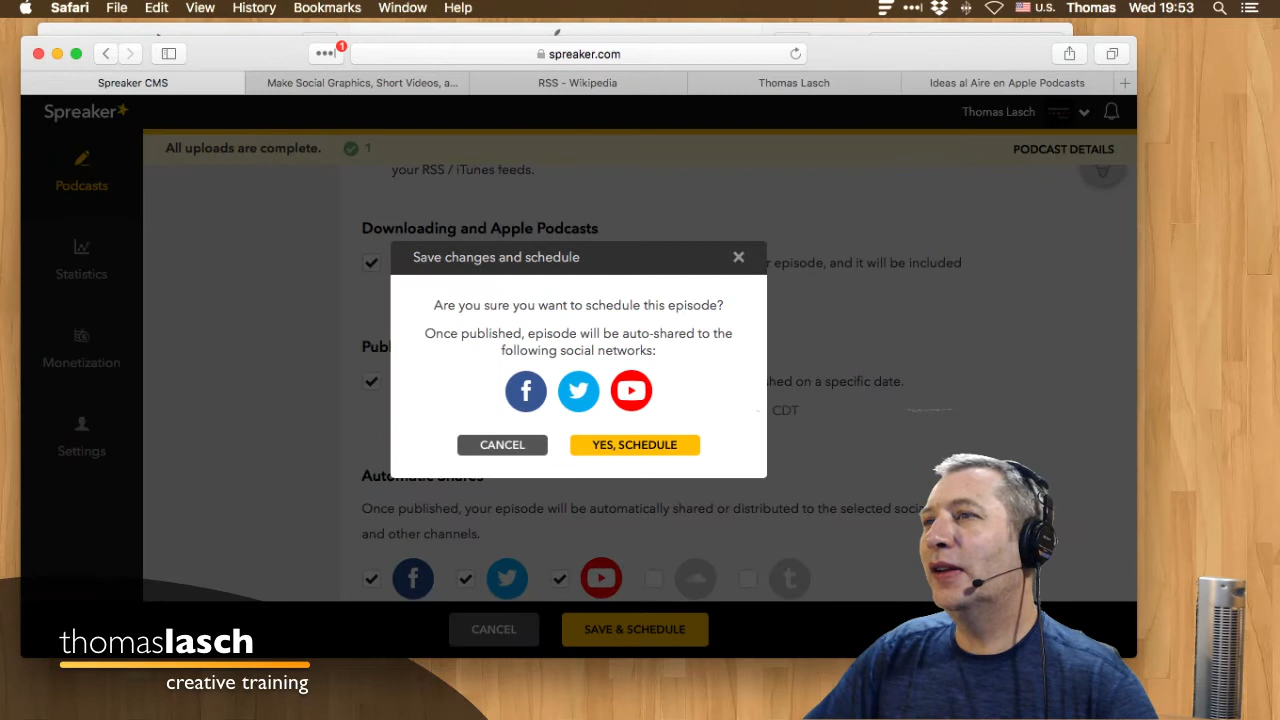 Safari File Edit View History Bookmarks Window Help U.S. Thomas Wed 19:53
1
spreaker.com
Spreaker CMS Make Social Graphics, Short Videos, a... RSS - Wikipedia Thomas Lasch Ideas al Aire en Apple Podcasts
Spreaker Thomas Lasch
All uploads are complete. 1 PODCAST DETAILS
your RSS / iTunes feeds.
Podcasts
Downloading and Apple Podcasts
Save changes and schedule
episode, and it will be included
Statistics
Are you sure you want to schedule this episode?
Once published, episode will be auto-shared to the
following social networks:
Publ
hed on a specific date.
CDT
Monetization
CANCEL YES, SCHEDULE
Settings
Automatic Shares
Once published, your episode will be automatically shared or distributed to the selected soci
and other channels.
CANCEL SAVE & SCHEDULE
thomaslasch
creative training